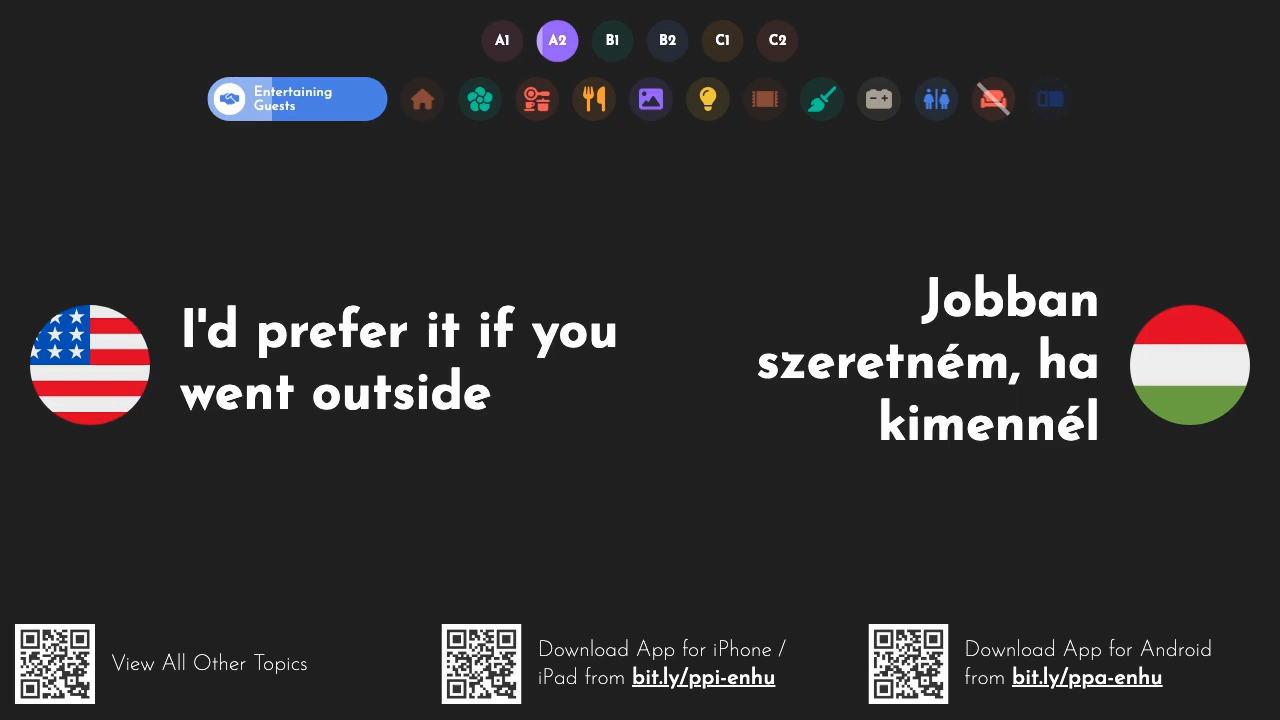 A1 A2 B1 B2 C1 C2
Entertaining
Guests
I'd prefer it if you
went outside
Jobban
szeretném, ha
kimennél
View All Other Topics
Download App for iPhone /
iPad from bit.ly/ppi-enhu
Download App for Android
from bit.ly/ppa-enhu